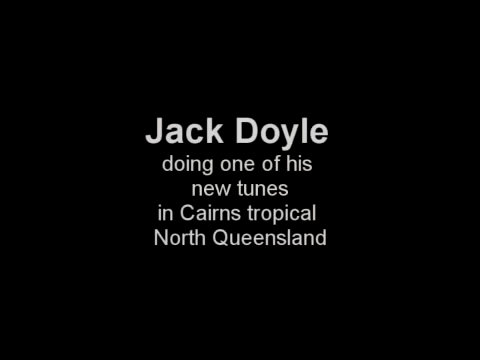 Jack Doyle
doing one of his
new tunes
in Cairns tropical
North Queensland